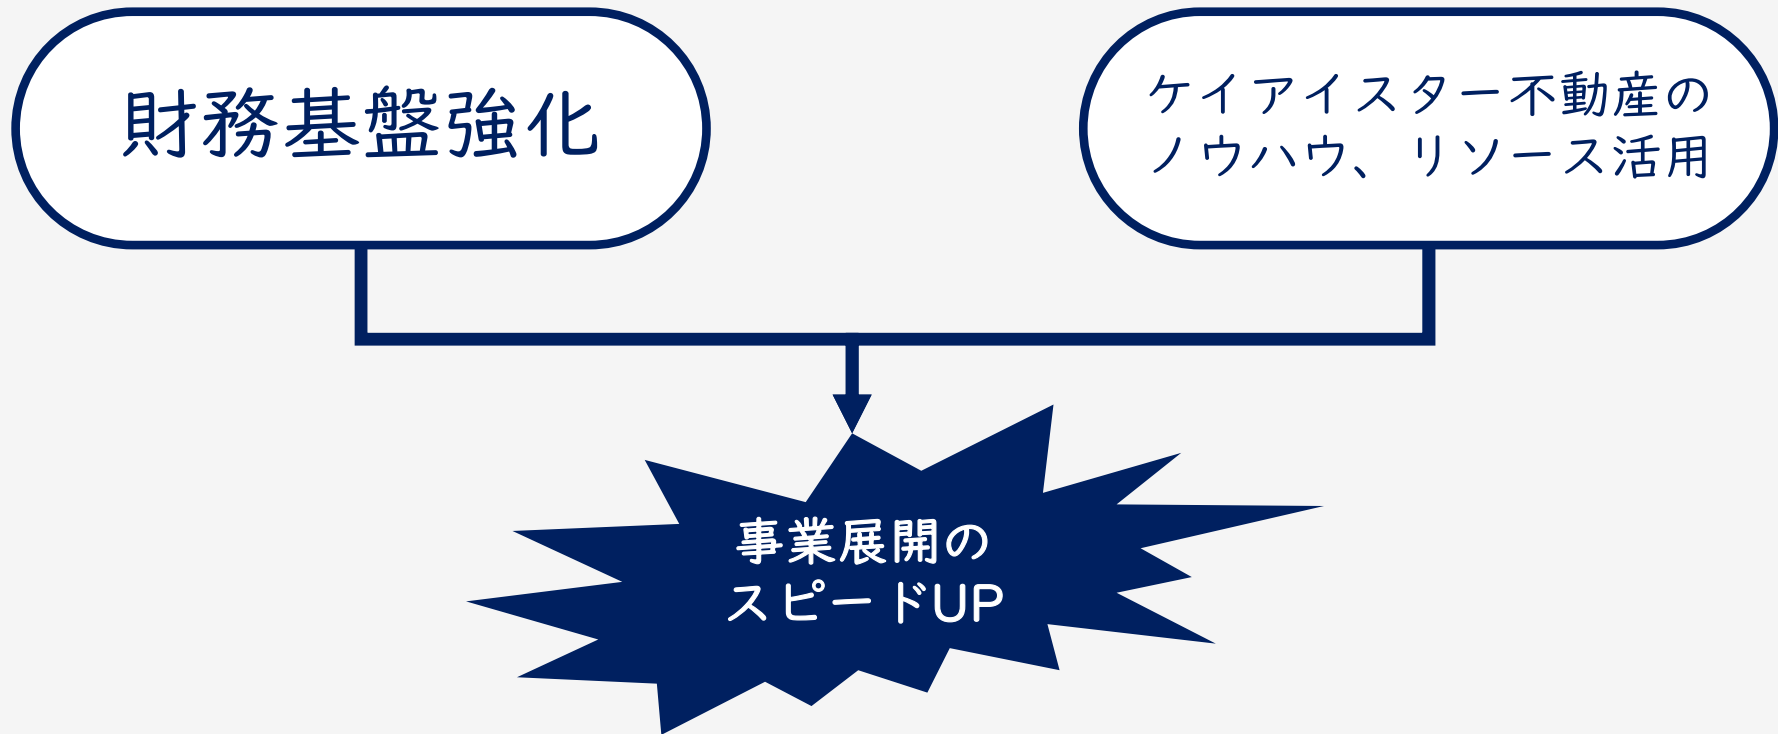 財務基盤強化
ケイアイスター不動産の
ノウハウ、リソース活用
事業展開の
スピードUP